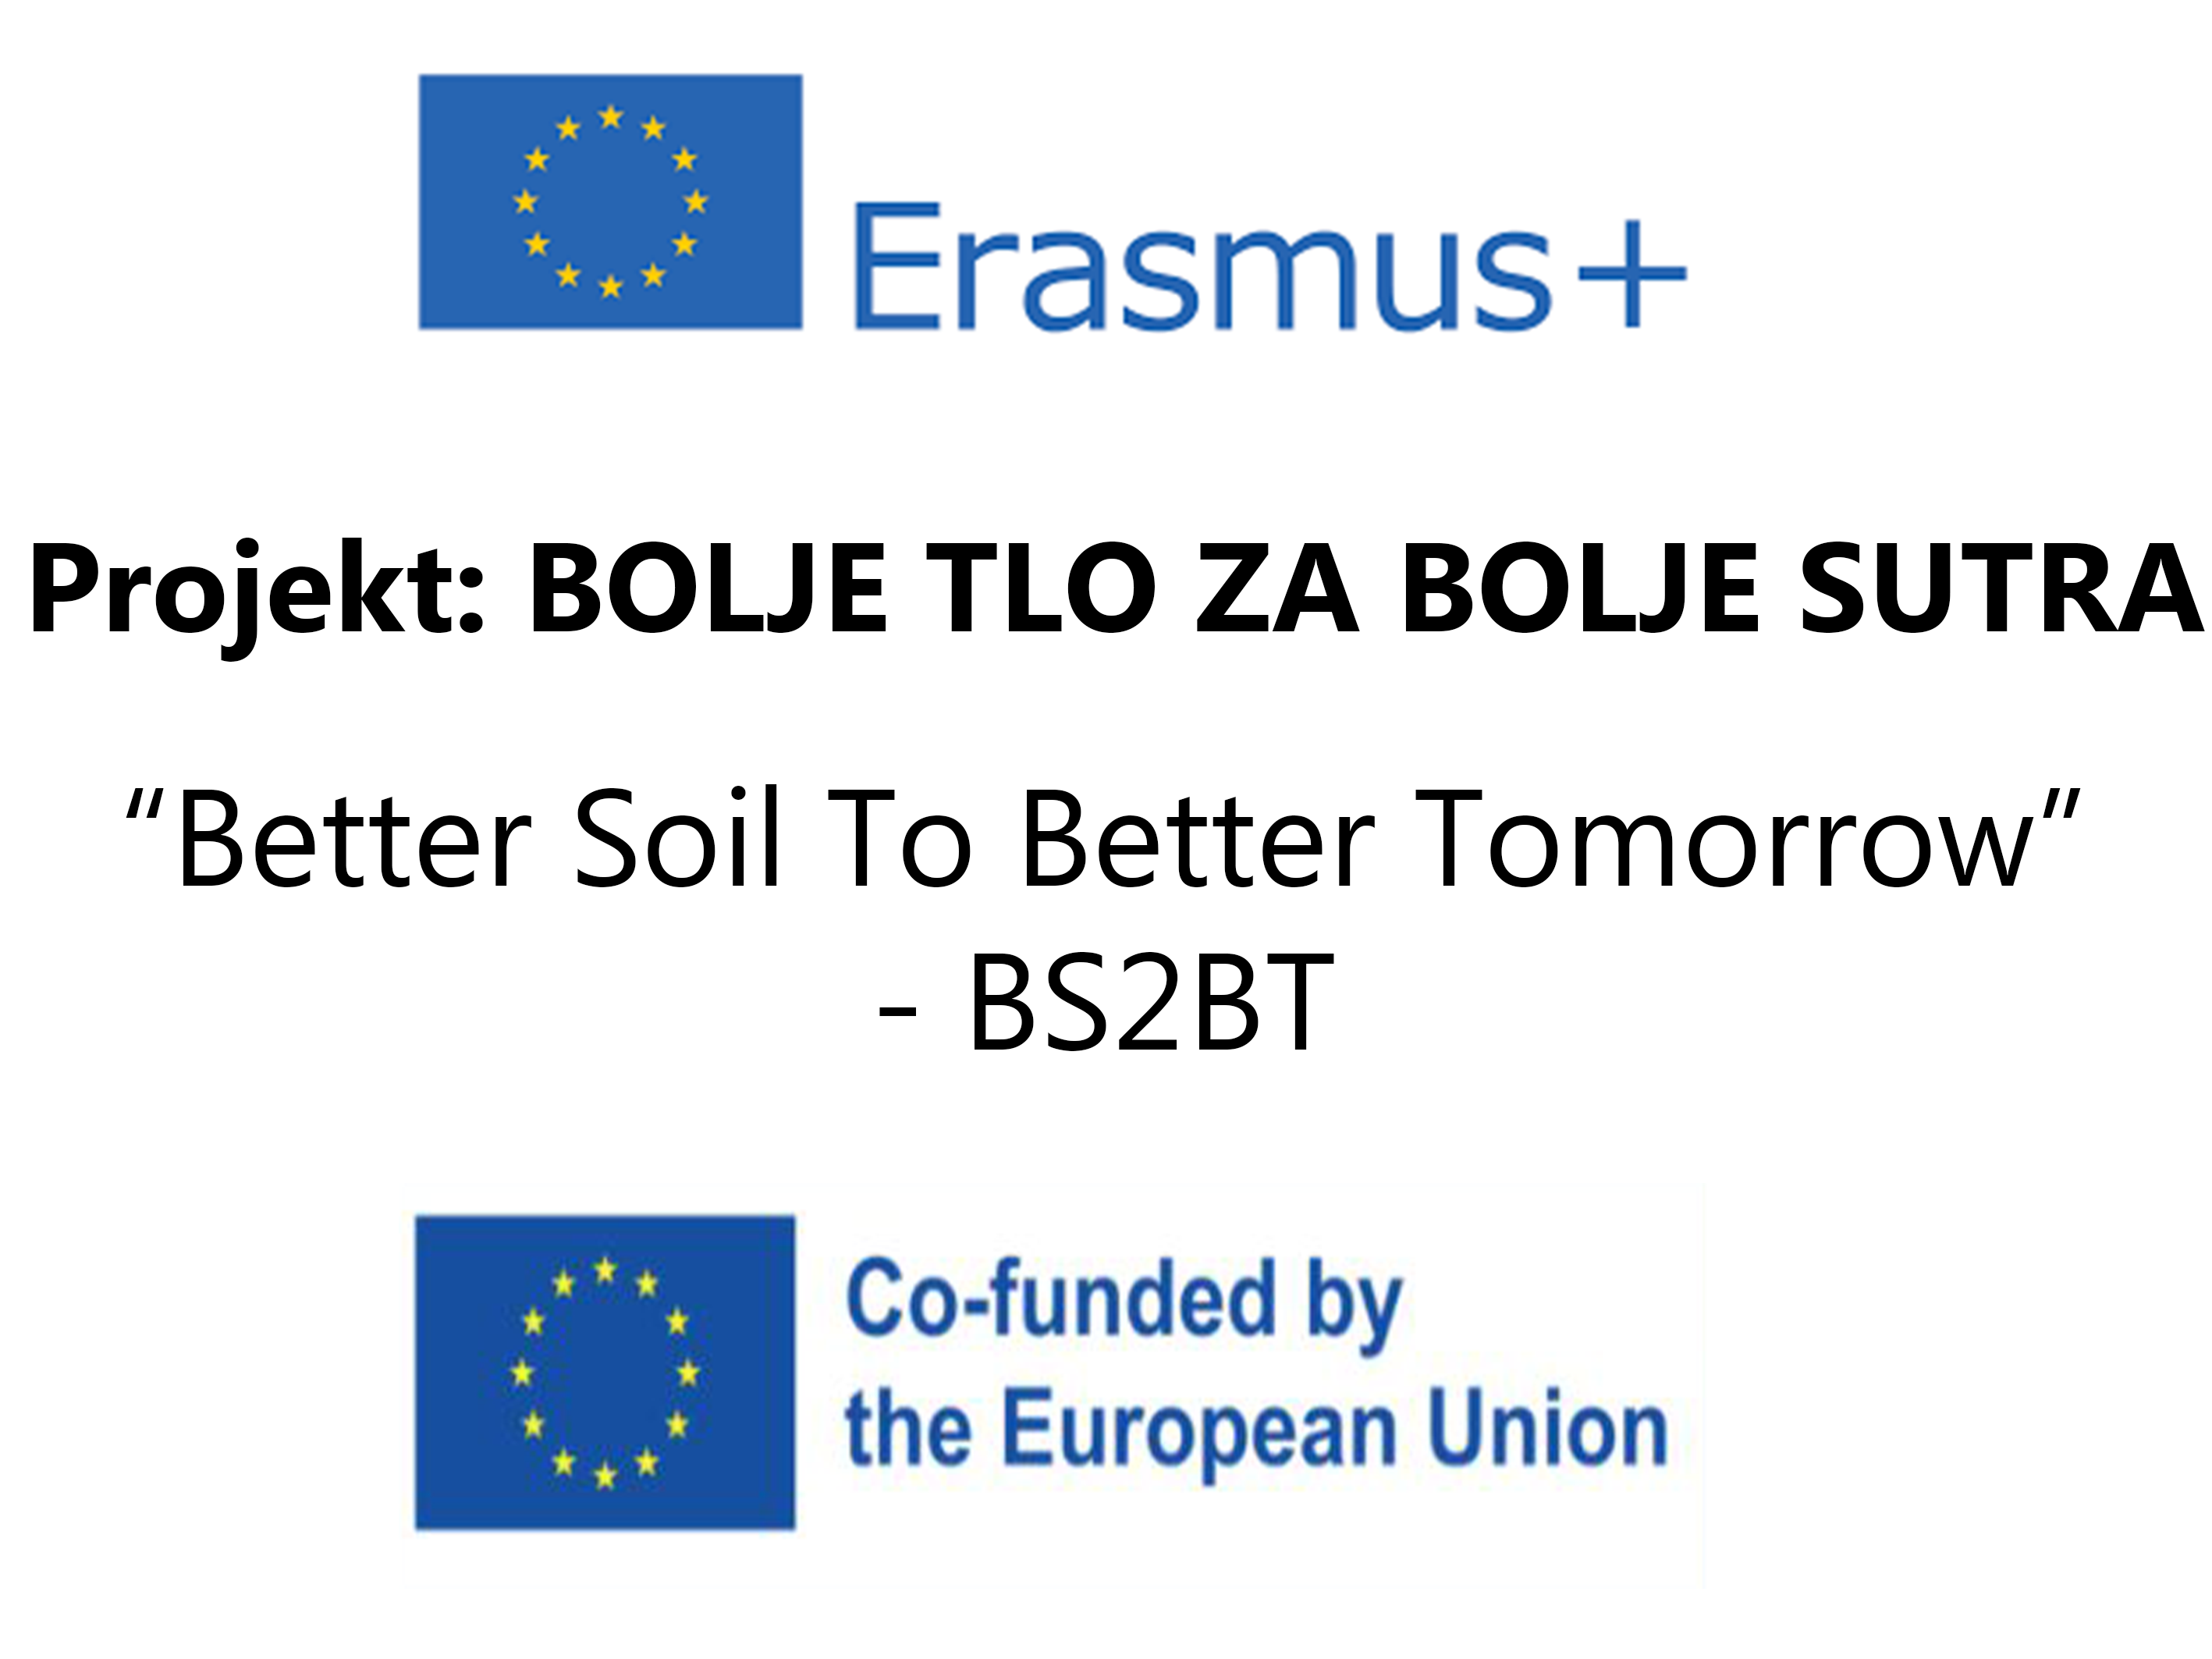 Erasmus+
Projekt: BOLJE TLO ZA BOLJE SUTRA
“Better Soil To Better Tomorrow”
- BS2BT
Co-funded by
the European Union